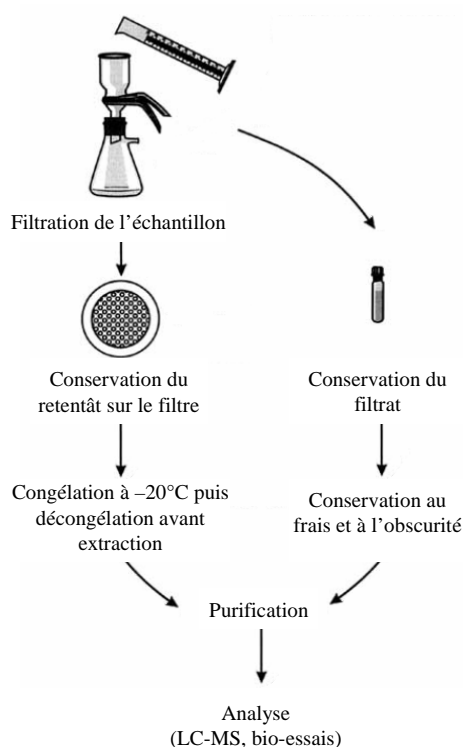 Filtration de l'échantillon
Conservation du
retentât sur le filtre
Conservation du
filtrat
Congélation à –20°C puis
décongélation avant
extraction
Conservation au
frais et à l'obscurité
Purification
Analyse
(LC-MS, bio-essais)